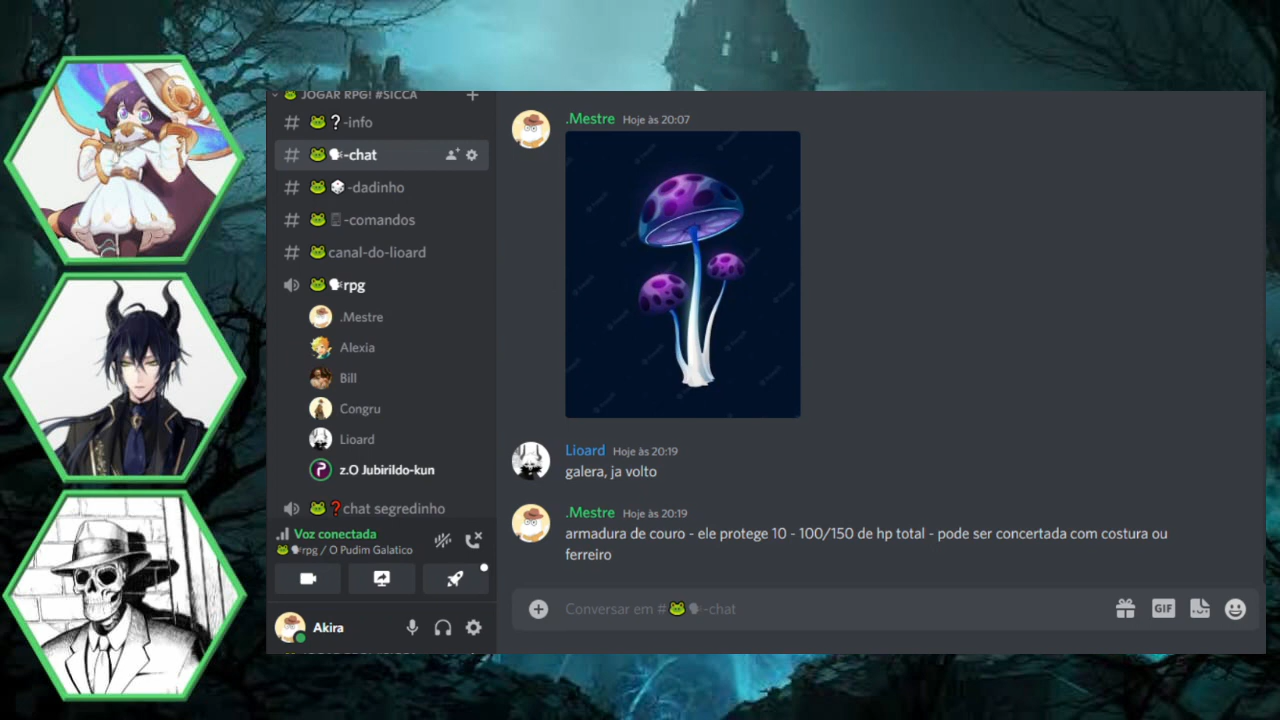 JOGAR RPG! #SICCA
-info
-chat
-dadinho
-comandos
canal-do-lioard
rpg
.Mestre
Alexia
Bill
Congru
Lioard
z.O Jubirildo-kun
chat segredinho
Voz conectada
rpg / O Pudim Galatico
Akira
.Mestre Hoje às 20:07
Lioard Hoje às 20:19
galera, ja volto
.Mestre Hoje às 20:19
armadura de couro - ele protege 10 - 100/150 de hp total - pode ser concertada com costura ou
ferreiro
Conversar em # -chat
GIF